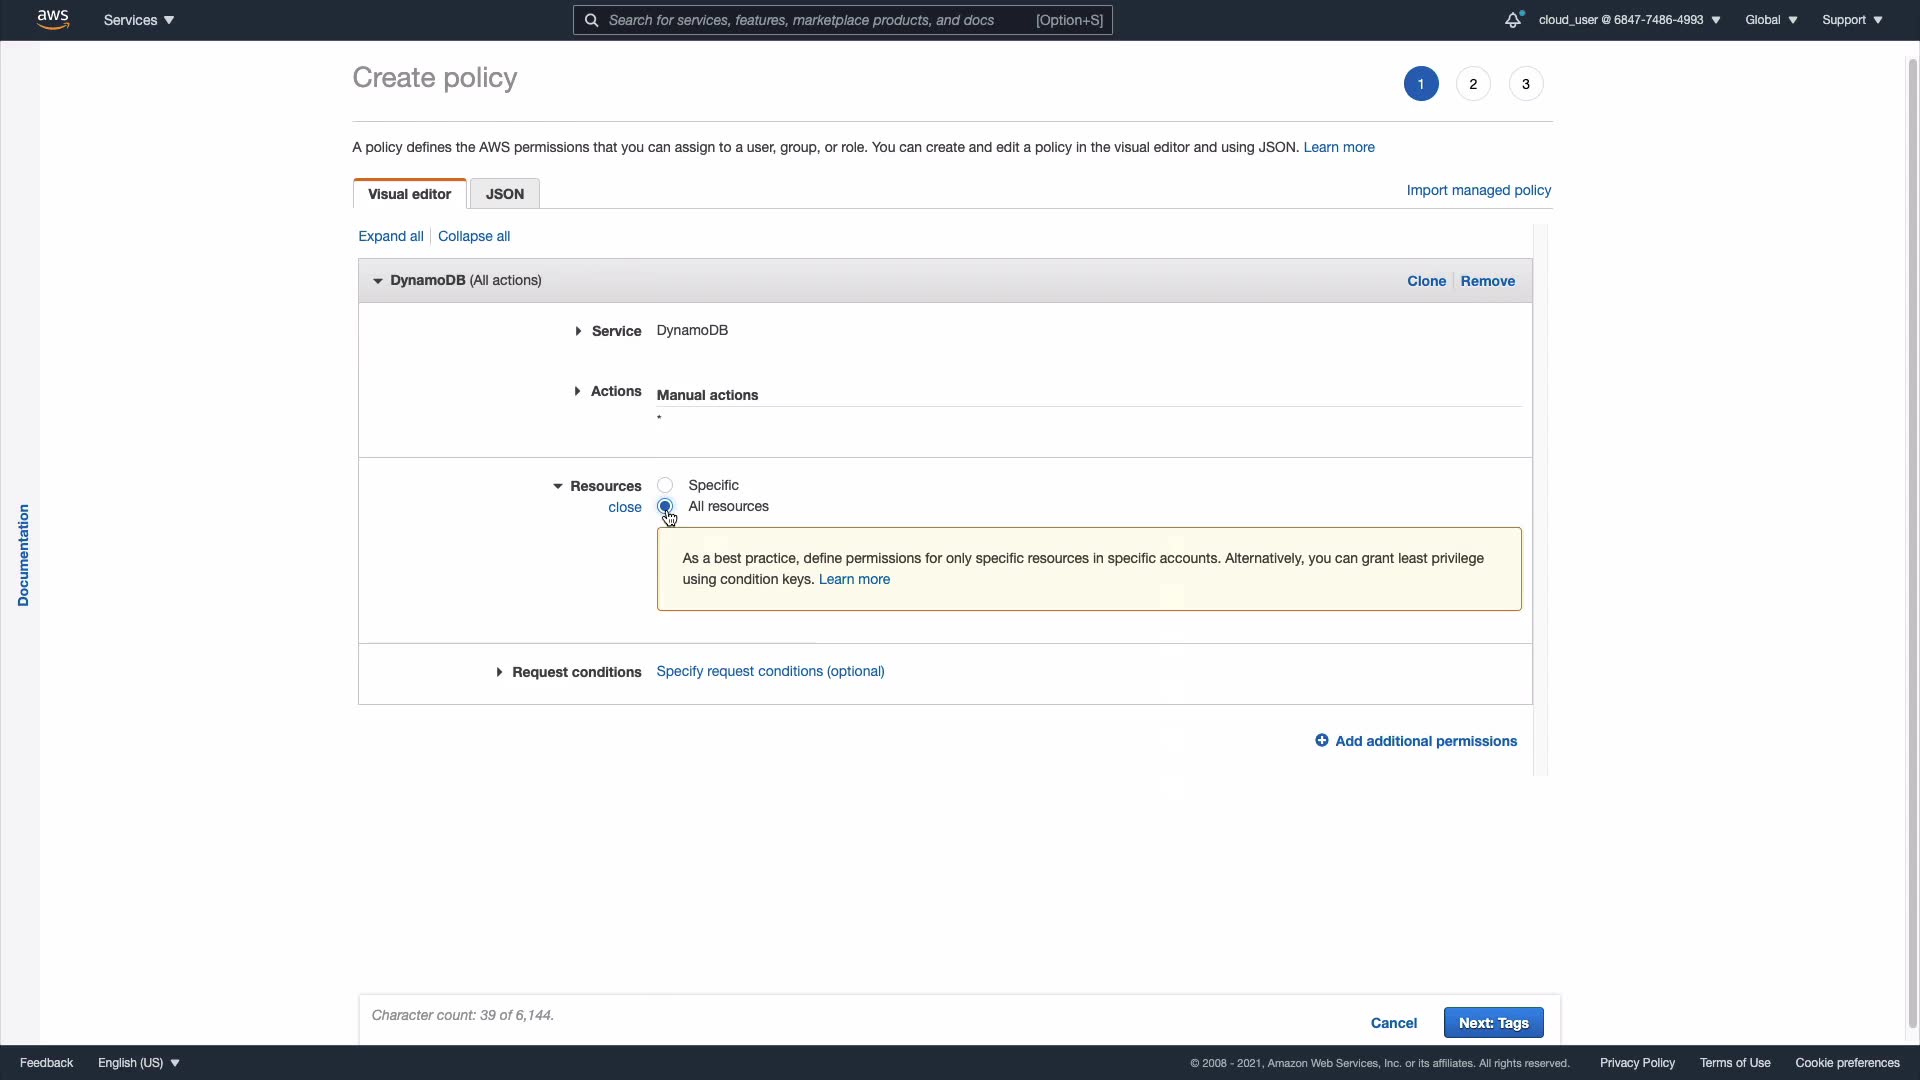 aws
Services
Search for services, features, marketplace products, and docs
[Option+S]
cloud_user @ 6847-7486-4993
Global
Support
Create policy
1
2
3
A policy defines the AWS permissions that you can assign to a user, group, or role. You can create and edit a policy in the visual editor and using JSON. Learn more
Visual editor
JSON
Import managed policy
Expand all
Collapse all
DynamoDB (All actions)
Clone
Remove
Service
DynamoDB
Actions
Manual actions
*
Resources
Specific
close
All resources
As a best practice, define permissions for only specific resources in specific accounts. Alternatively, you can grant least privilege
using condition keys. Learn more
Request conditions
Specify request conditions (optional)
Add additional permissions
Documentation
Character count: 39 of 6,144.
Cancel
Next: Tags
Feedback
English (US)
© 2008 - 2021, Amazon Web Services, Inc. or its affiliates. All rights reserved.
Privacy Policy
Terms of Use
Cookie preferences